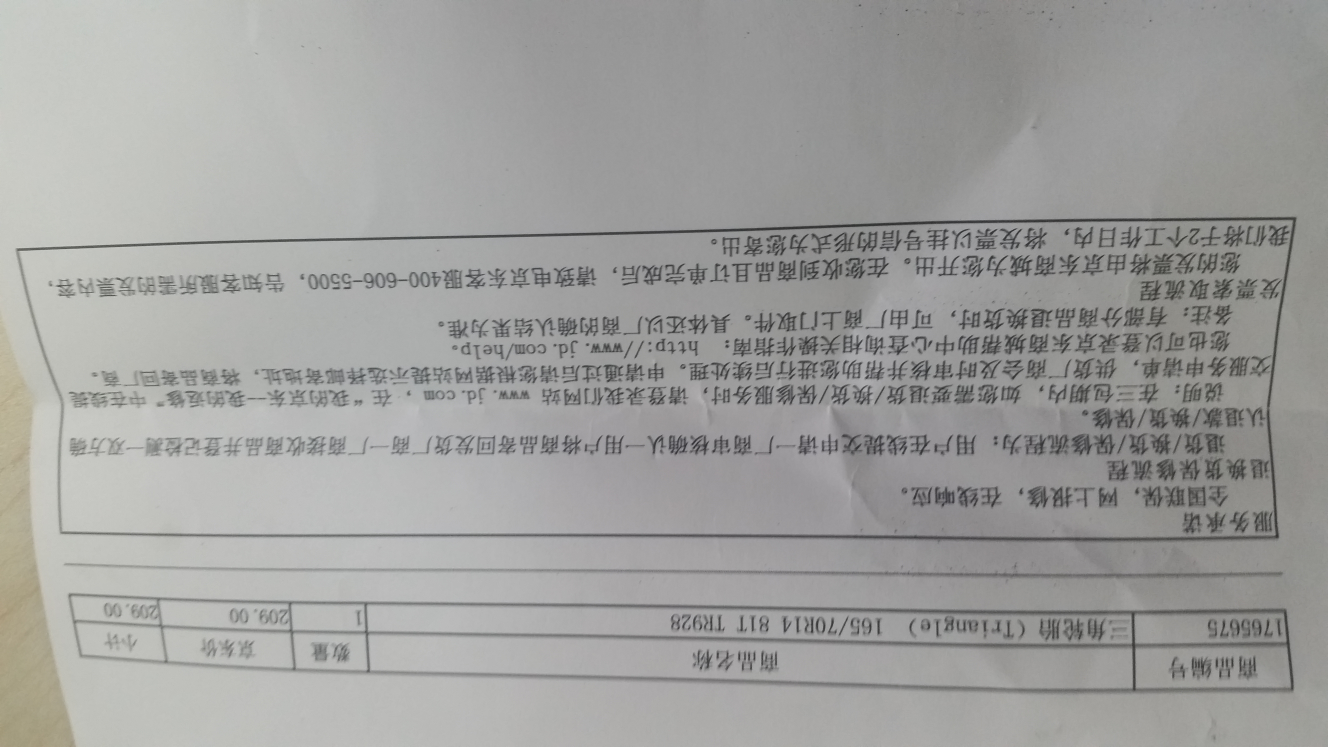 商品编号 商品名称 数量 京东价 小计
1765675 三角轮胎（Triangle） 165/70R14 81T TR928 1 209.00 209.00
服务承诺
全国联保，网上报修，在线响应。
退换货保修流程
退货/换货/保修流程为：用户在线提交申请—厂商审核确认—用户将商品寄回发货厂商—厂商接收商品并登记检测—双方确
认退款/换货/保修。
说明：在三包期内，如您需要退货/换货/保修服务时，请登录我们网站 www.jd.com ，在“我的京东—我的返修”中在线提
交服务申请单，供货厂商会及时审核并帮助您进行后续处理。申请通过后请您根据网站提示选择邮寄地址，将商品寄回厂商。
您也可以登录京东商城帮助中心查询相关操作指南： http://www.jd.com/help。
备注：有部分商品退换货时，可由厂商上门取件。具体还以厂商的确认结果为准。
发票索取流程
您的发票将由京东商城为您开出。在您收到商品且订单完成后，请致电京东客服400-606-5500，告知客服所需的发票内容，
我们将于2个工作日内，将发票以挂号信的形式为您寄出。